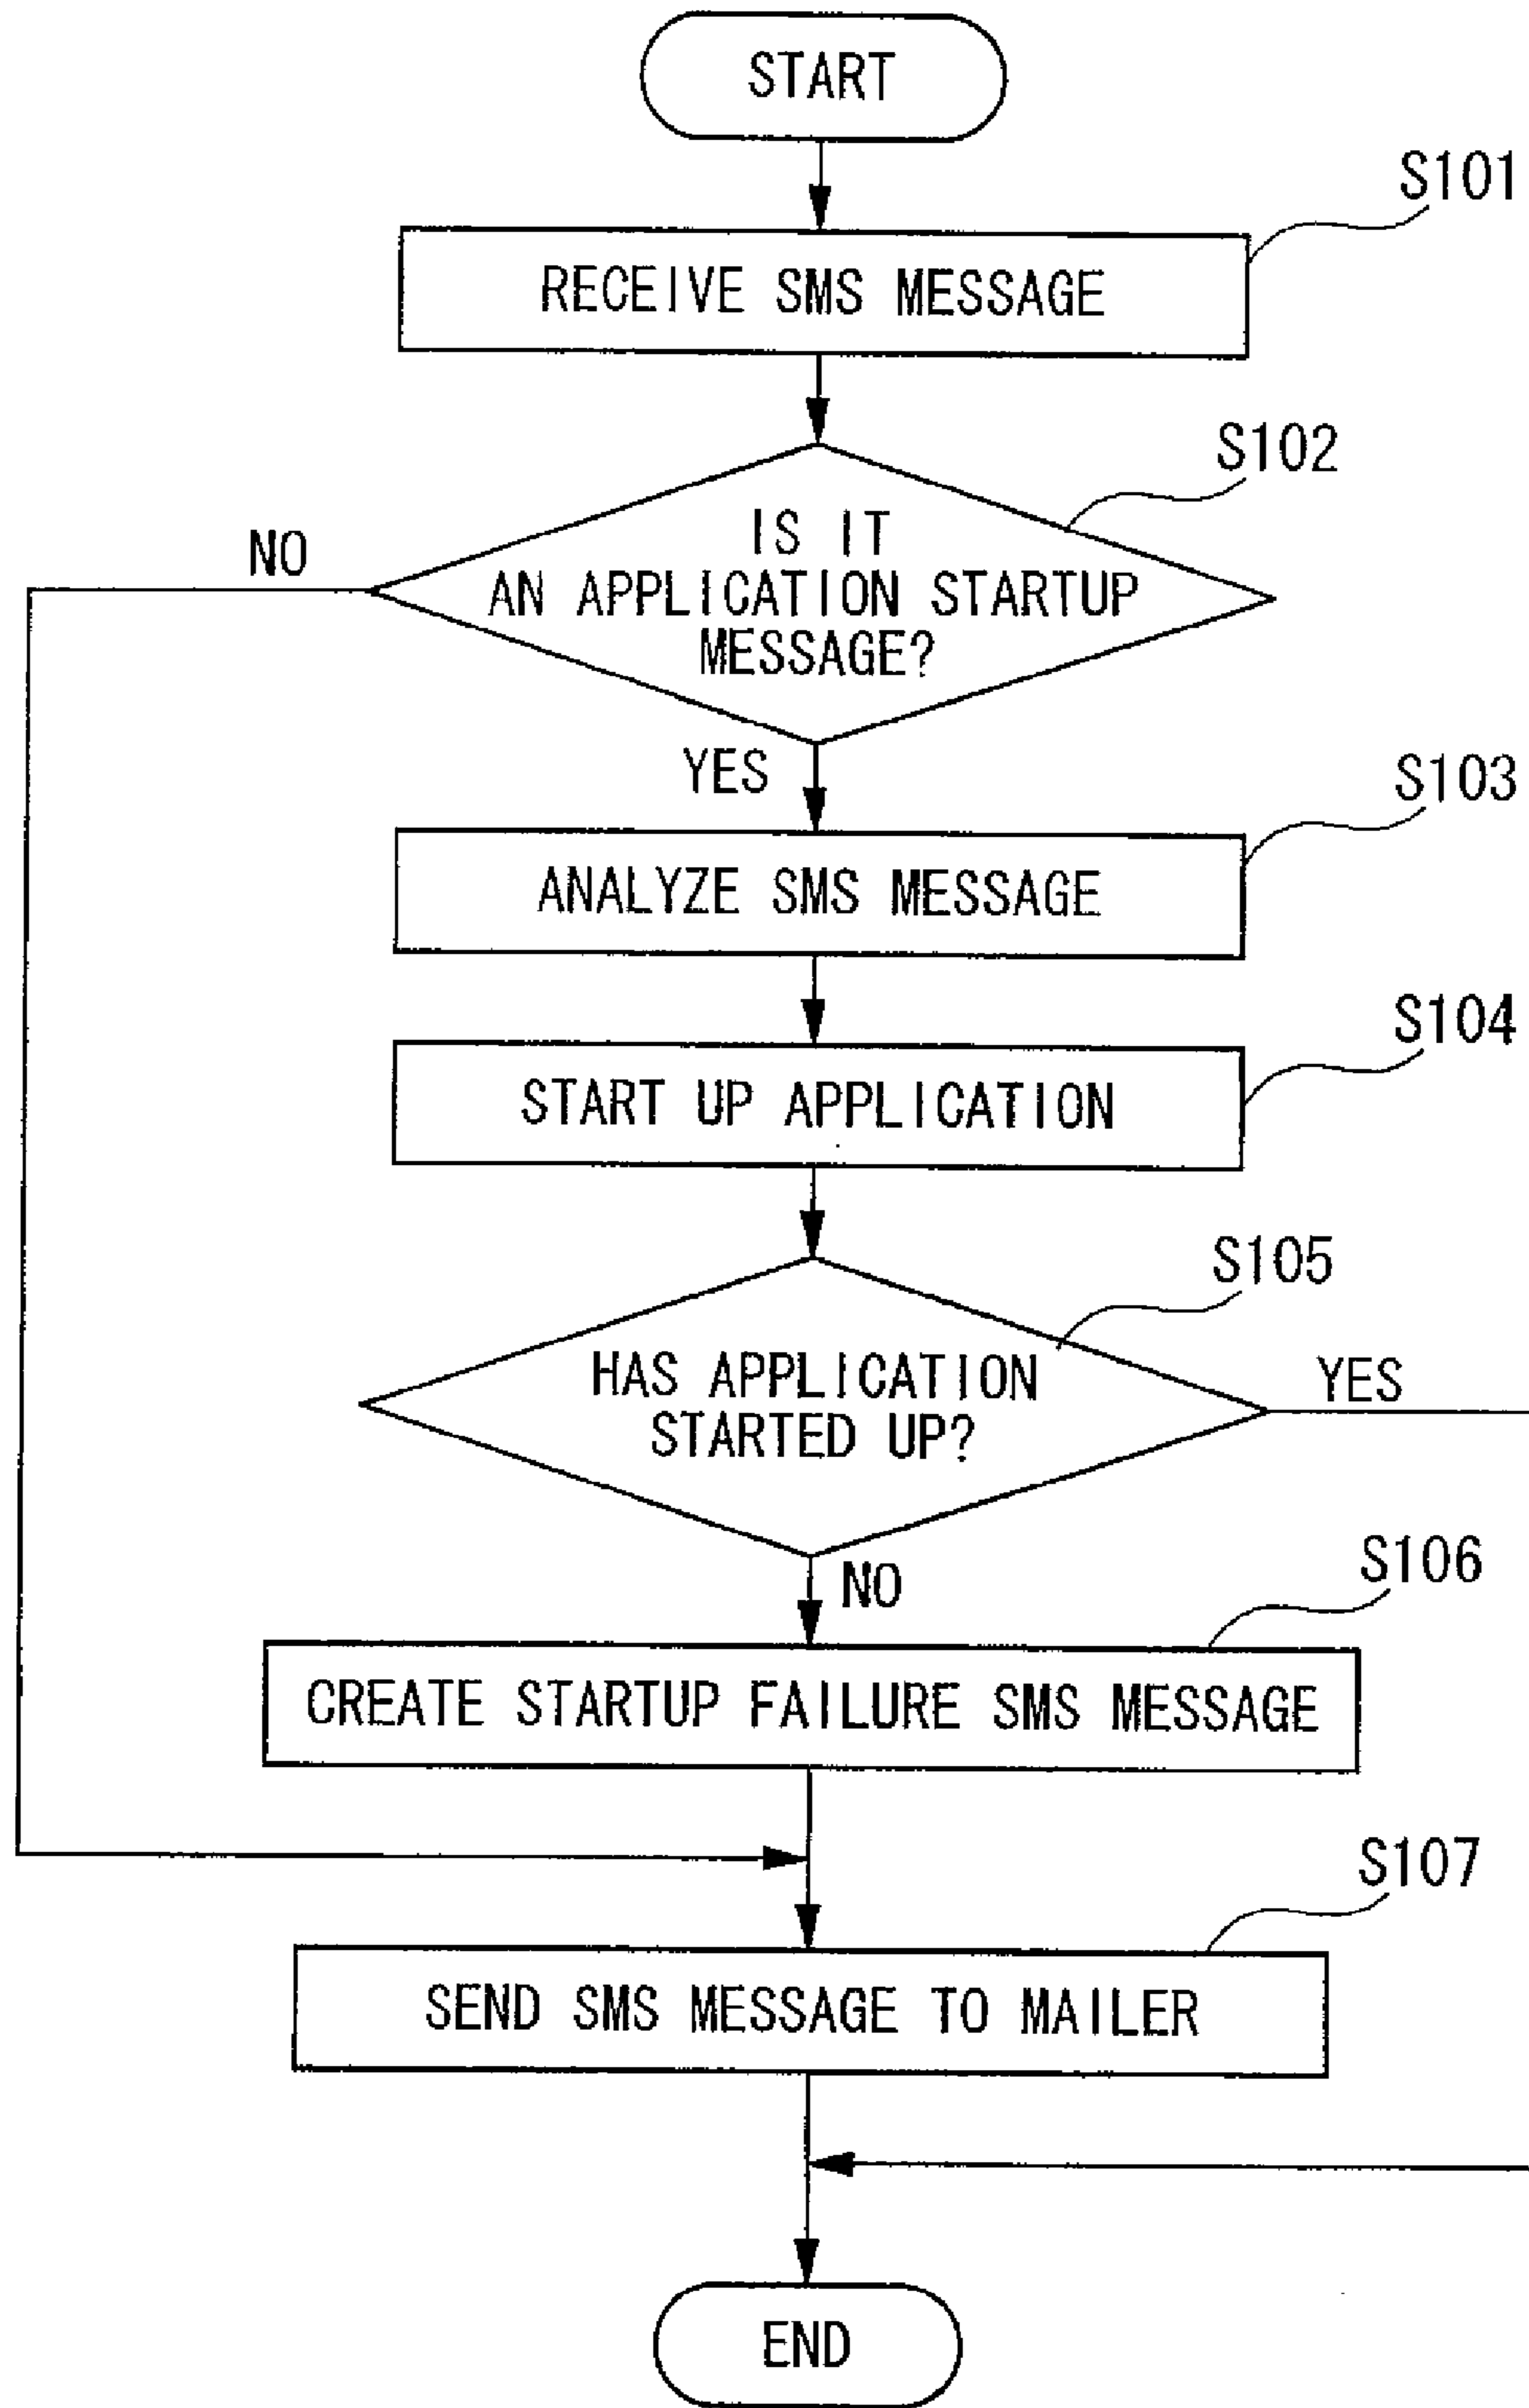 START
S101
RECEIVE SMS MESSAGE
S102
NO
IS IT
AN APPLICATION STARTUP
MESSAGE?
YES
S103
ANALYZE SMS MESSAGE
S104
START UP APPLICATION
S105
HAS APPLICATION
STARTED UP?
YES
NO
S106
CREATE STARTUP FAILURE SMS MESSAGE
S107
SEND SMS MESSAGE TO MAILER
END